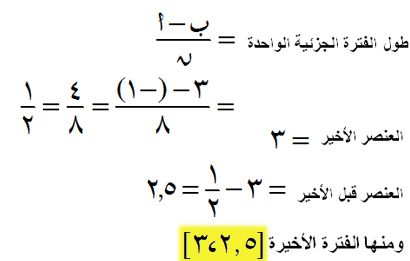 طول الفترة الجزئية الواحدة = (ب − أ) / ن
= (٣ − (−١)) / ٨ = ٤ / ٨ = ١ / ٢
العنصر الأخير = ٣
العنصر قبل الأخير = ٣ − ١ / ٢ = ٢,٥
ومنها الفترة الأخيرة [٢,٥ ، ٣]